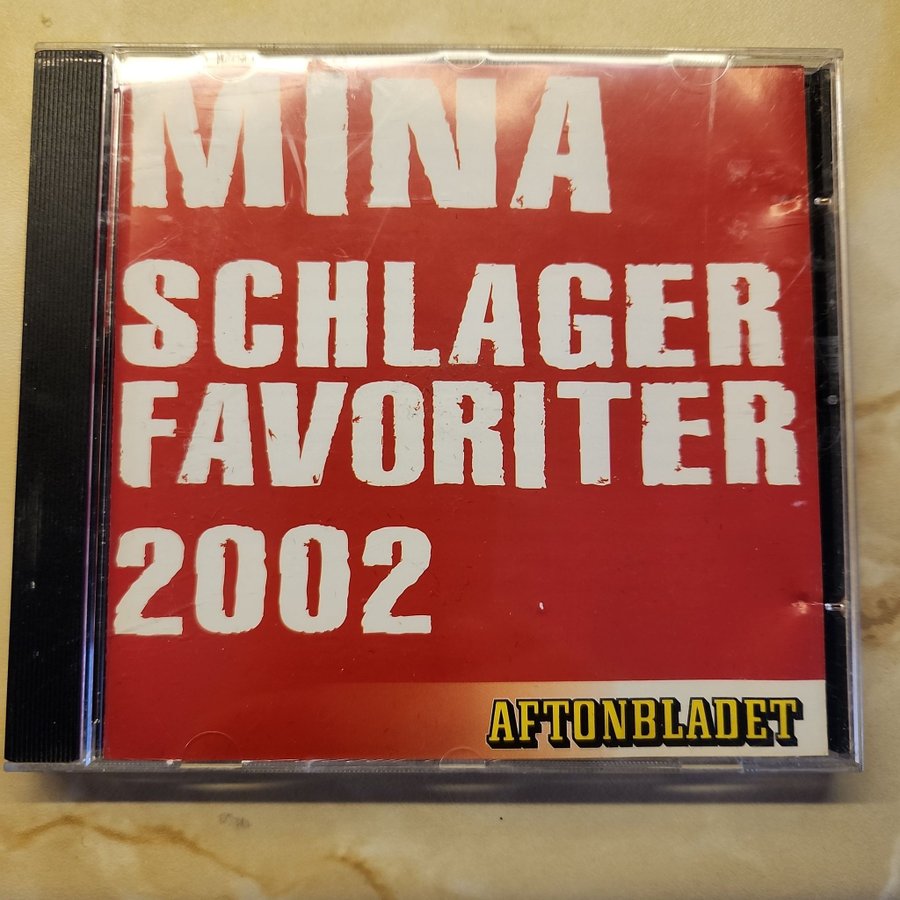 MINA
SCHLAGER
FAVORITER
2002
AFTONBLADET